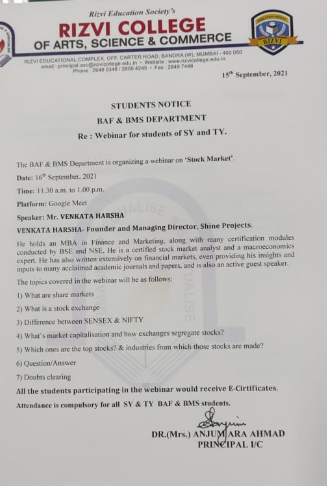 Rizvi Education Society's
RIZVI COLLEGE
OF ARTS, SCIENCE & COMMERCE
RIZVI EDUCATIONAL COMPLEX, OFF. CARTER ROAD, BANDRA (W), MUMBAI - 400 050
email : principal.asc@rizvicollege.edu.in • Website : www.rizvicollege.edu.in
Phone : 2648 0348 / 2600 4245 • Fax : 2649 7448
RIZVI
15th September, 2021
STUDENTS NOTICE
BAF & BMS DEPARTMENT
Re : Webinar for students of SY and TY.
The BAF & BMS Department is organizing a webinar on 'Stock Market'.
Date: 16th September, 2021
Time: 11.30 a.m. to 1.00 p.m.
Platform: Google Meet
Speaker: Mr. VENKATA HARSHA
VENKATA HARSHA- Founder and Managing Director, Shine Projects.
He holds an MBA in Finance and Marketing, along with many certification modules
conducted by BSE and NSE. He is a certified stock market analyst and a macroeconomics
expert. He has also written extensively on financial markets, even providing his insights and
inputs to many acclaimed academic journals and papers, and is also an active guest speaker.
The topics covered in the webinar will be as follows:
1) What are share markets
2) What is a stock exchange
3) Difference between SENSEX & NIFTY
4) What's market capitalisation and how exchanges segregate stocks?
5) Which ones are the top stocks? & industries from which those stocks are made?
6) Question/Answer
7) Doubts clearing
All the students participating in the webinar would receive E-Certificates.
Attendance is compulsory for all SY & TY BAF & BMS students.
DR.(Mrs.) ANJUM ARA AHMAD
PRINCIPAL I/C